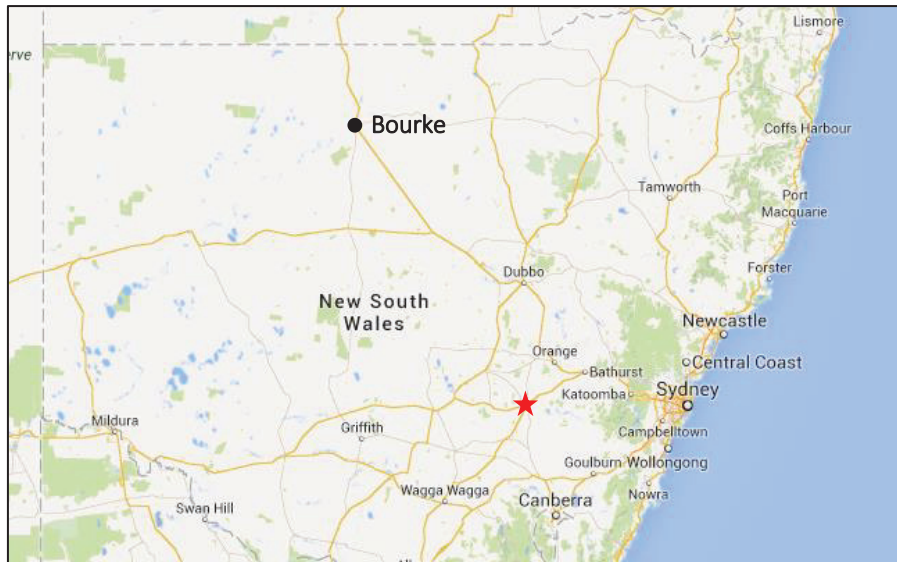 Lismore
erve
Bourke
Coffs Harbour
Tamworth
Port
Macquarie
Forster
Dubbo
New South
Wales
Newcastle
Orange
Central Coast
Bathurst
Sydney
Katoomba
Mildura
Griffith
Campbelltown
Goulburn
Wollongong
Wagga Wagga
Nowra
Canberra
Swan Hill